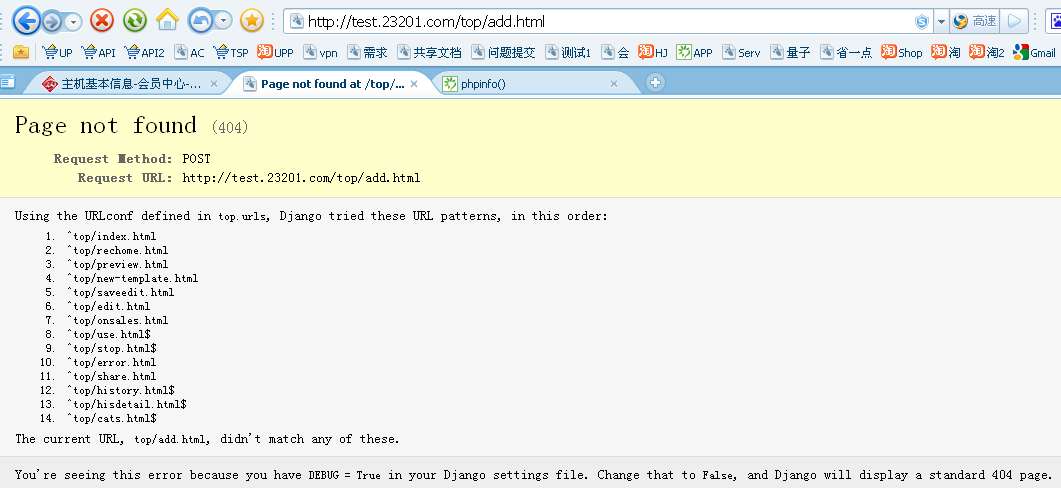 http://test.23201.com/top/add.html 高速
UP API API2 AC TSP UPP vpn 需求 共享文档 问题提交 测试1 会 HJ APP Serv 量子 省一点 Shop 淘 淘2 Gmail
主机基本信息-会员中心-... Page not found at /top/... phpinfo()
Page not found (404)
Request Method: POST
Request URL: http://test.23201.com/top/add.html
Using the URLconf defined in top.urls, Django tried these URL patterns, in this order:
1. ^top/index.html
2. ^top/rechome.html
3. ^top/preview.html
4. ^top/new-template.html
5. ^top/saveedit.html
6. ^top/edit.html
7. ^top/onsales.html
8. ^top/use.html$
9. ^top/stop.html$
10. ^top/error.html
11. ^top/share.html
12. ^top/history.html$
13. ^top/hisdetail.html$
14. ^top/cats.html$
The current URL, top/add.html, didn't match any of these.
You're seeing this error because you have DEBUG = True in your Django settings file. Change that to False, and Django will display a standard 404 page.